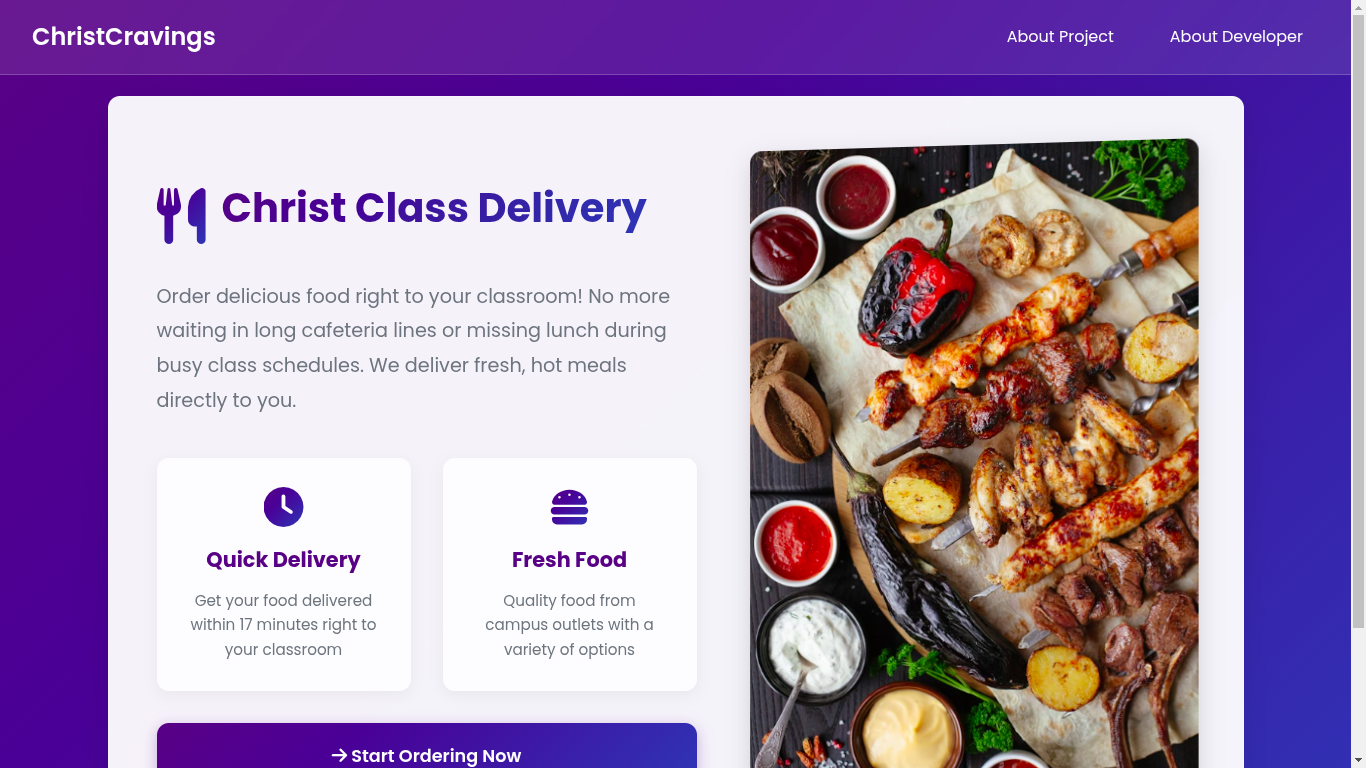 ChristCravings
About Project
About Developer
Christ Class Delivery
Order delicious food right to your classroom! No more
waiting in long cafeteria lines or missing lunch during
busy class schedules. We deliver fresh, hot meals
directly to you.
Quick Delivery
Get your food delivered
within 17 minutes right to
your classroom
Fresh Food
Quality food from
campus outlets with a
variety of options
Start Ordering Now